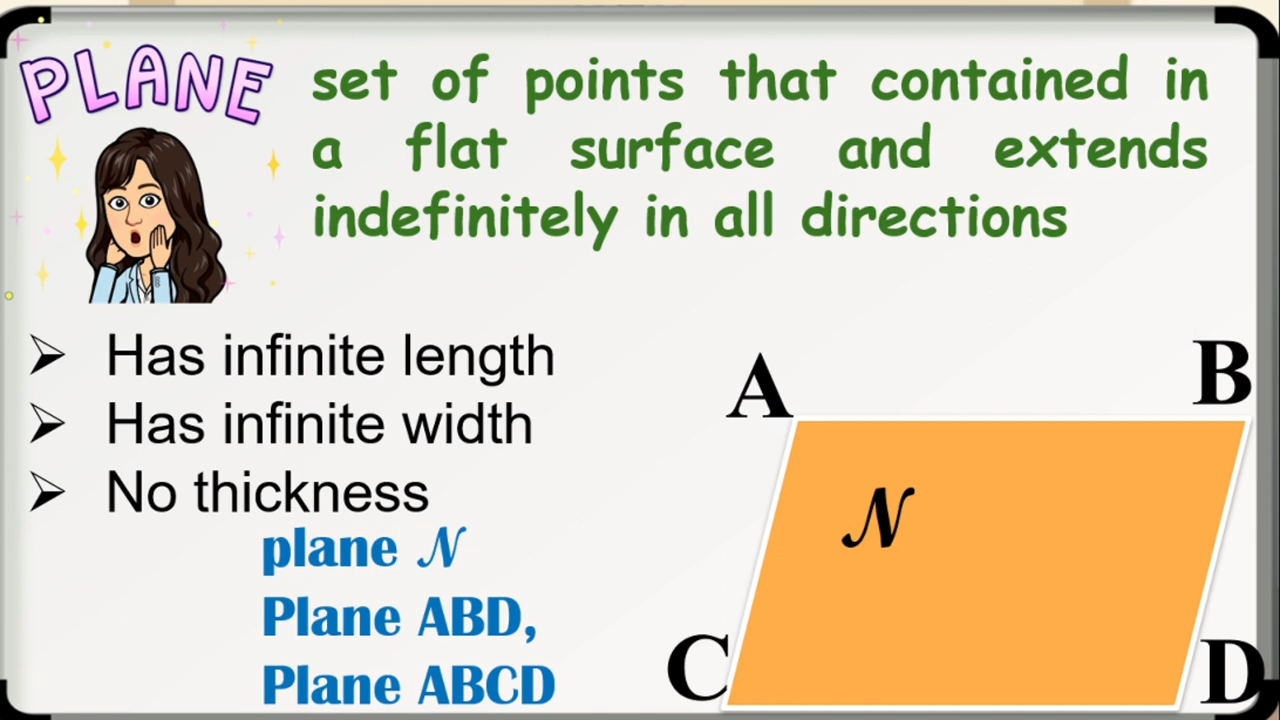 PLANE
set of points that contained in
a flat surface and extends
indefinitely in all directions
➢ Has infinite length
➢ Has infinite width
➢ No thickness
plane 𝒩
Plane ABD,
Plane ABCD
A
B
𝒩
C
D